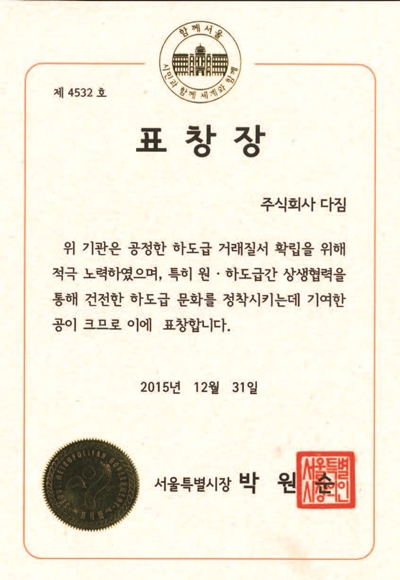 함께서울
시민과 함께 세계와 함께
제 4532 호
표 창 장
주식회사 다짐
위 기관은 공정한 하도급 거래질서 확립을 위해
적극 노력하였으며, 특히 원·하도급간 상생협력을
통해 건전한 하도급 문화를 정착시키는데 기여한
공이 크므로 이에 표창합니다.
2015년 12월 31일
서울특별시장 박 원 순
서울특별
시장의인
SEOUL METROPOLITAN GOVERNMENT